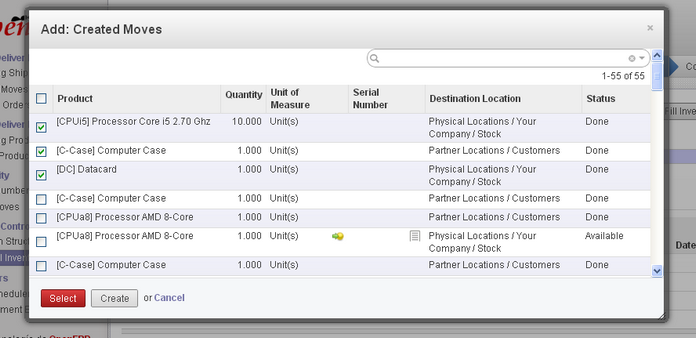 Add: Created Moves
×
1-55 of 55
Product Quantity Unit of Measure Serial Number Destination Location Status
[CPUi5] Processor Core i5 2.70 Ghz 10.000 Unit(s) Physical Locations / Your Company / Stock Done
[C-Case] Computer Case 1.000 Unit(s) Partner Locations / Customers Done
[DC] Datacard 1.000 Unit(s) Physical Locations / Your Company / Stock Done
[C-Case] Computer Case 1.000 Unit(s) Partner Locations / Customers Done
[CPUa8] Processor AMD 8-Core 1.000 Unit(s) Partner Locations / Customers Done
[CPUa8] Processor AMD 8-Core 1.000 Unit(s) Physical Locations / Your Company / Stock Available
[C-Case] Computer Case 1.000 Unit(s) Partner Locations / Customers Done
Select Create or Cancel
Moves
Fill Inven
Date